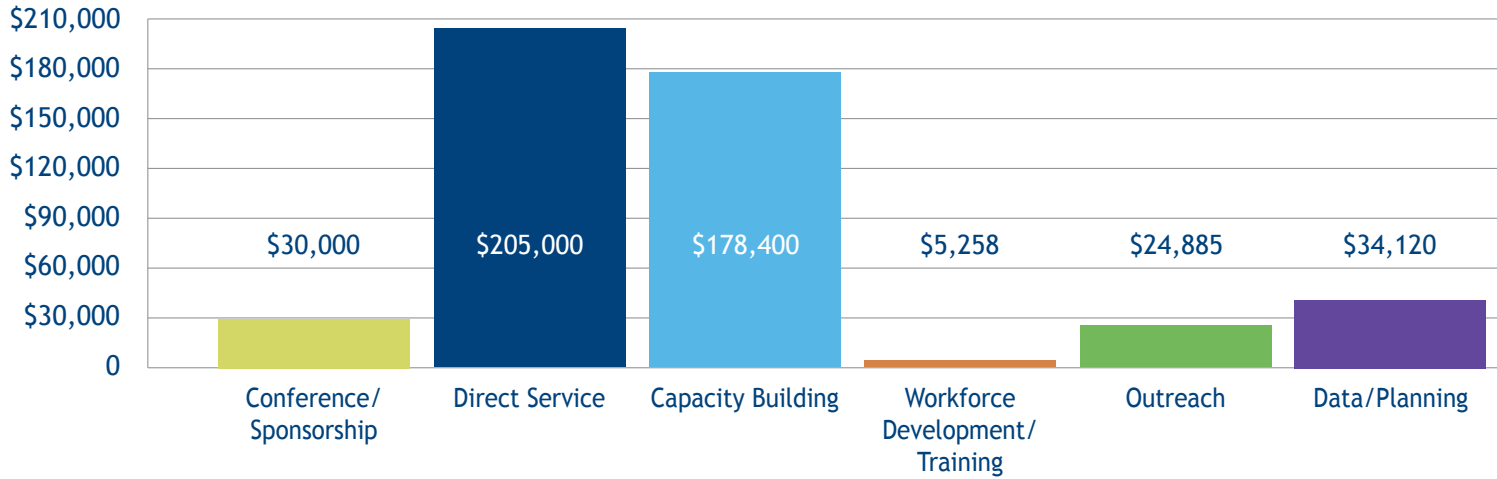 $210,000
$180,000
$150,000
$120,000
$90,000
$60,000
$30,000
0
$30,000
$205,000
$178,400
$5,258
$24,885
$34,120
Conference/
Sponsorship
Direct Service
Capacity Building
Workforce
Development/
Training
Outreach
Data/Planning